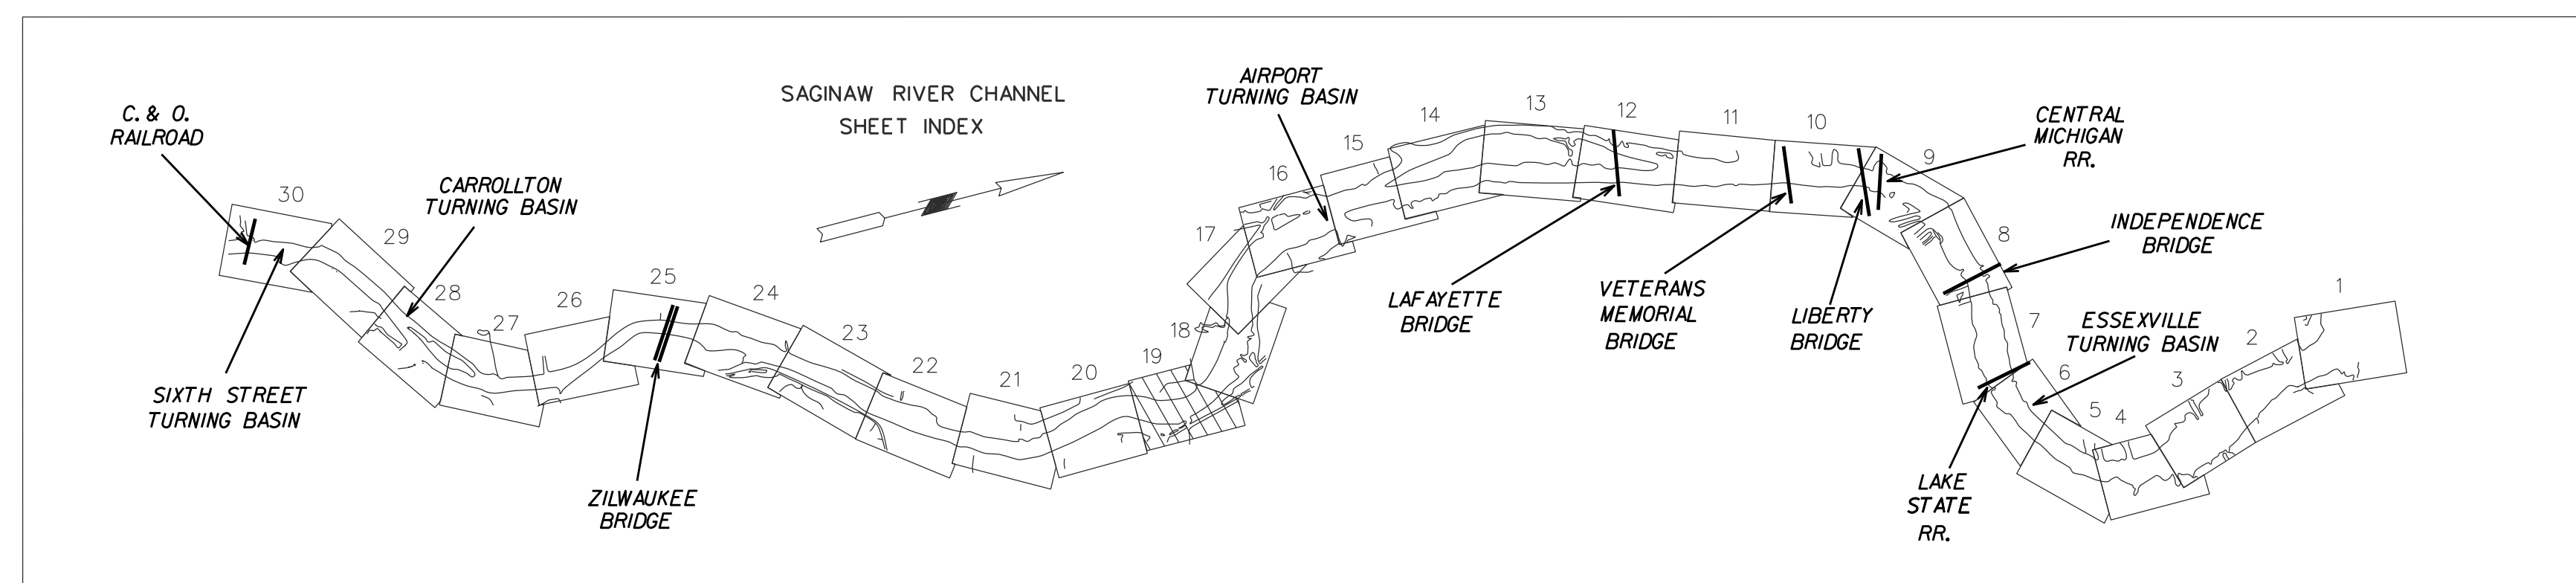 SAGINAW RIVER CHANNEL
SHEET INDEX
C. & O.
RAILROAD
30
29
CARROLLTON
TURNING BASIN
28
27
26
25
24
23
22
21
20
19
18
17
16
AIRPORT
TURNING BASIN
15
14
13
12
11
10
9
CENTRAL
MICHIGAN
RR.
8
INDEPENDENCE
BRIDGE
7
ESSEXVILLE
TURNING BASIN
6
5
4
3
2
1
SIXTH STREET
TURNING BASIN
ZILWAUKEE
BRIDGE
LAFAYETTE
BRIDGE
VETERANS
MEMORIAL
BRIDGE
LIBERTY
BRIDGE
LAKE
STATE
RR.